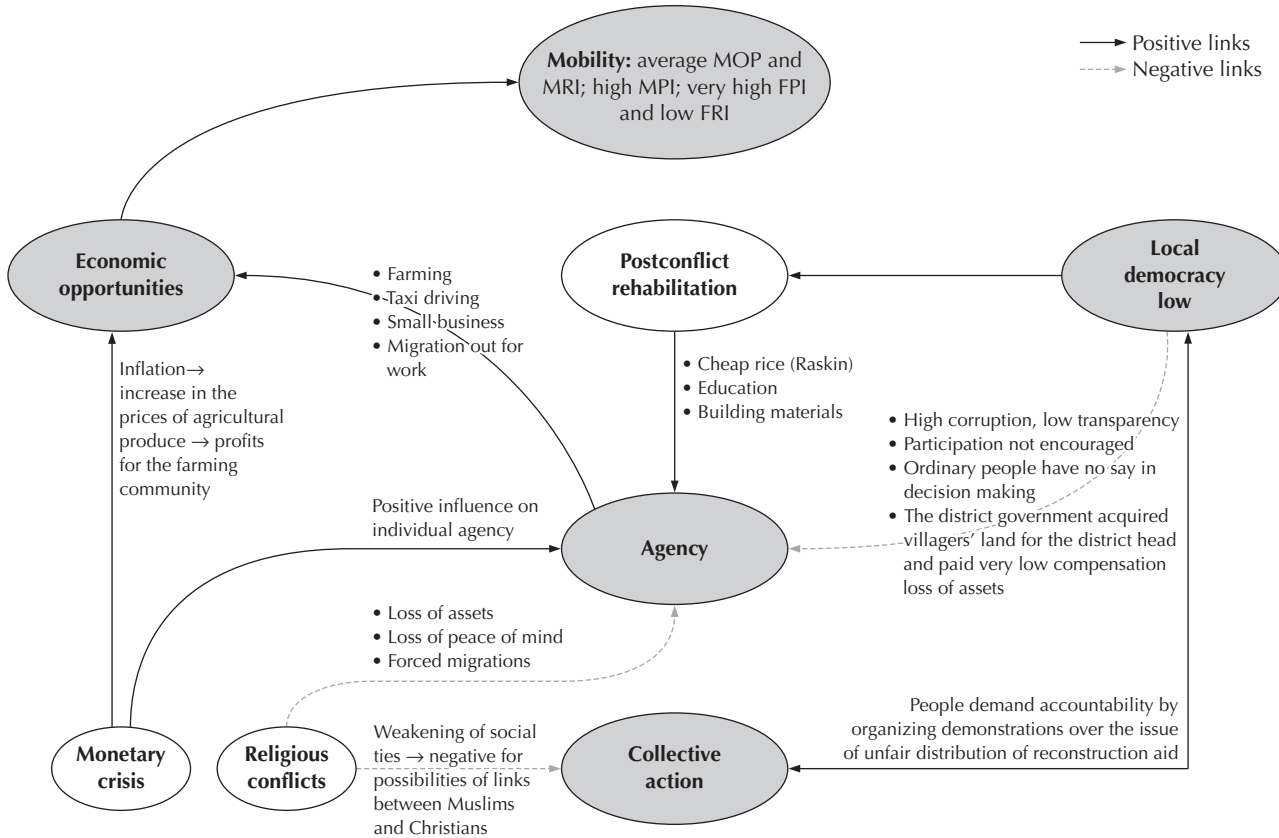 Mobility: average MOP and
MRI; high MPI; very high FPI
and low FRI
Positive links
Negative links
Economic
opportunities
• Farming
• Taxi driving
• Small business
• Migration out for
work
Postconflict
rehabilitation
Local
democracy
low
Inflation→
increase in the
prices of agricultural
produce → profits
for the farming
community
• Cheap rice (Raskin)
• Education
• Building materials
• High corruption, low transparency
• Participation not encouraged
• Ordinary people have no say in
decision making
• The district government acquired
villagers’ land for the district head
and paid very low compensation
loss of assets
Positive influence on
individual agency
Agency
• Loss of assets
• Loss of peace of mind
• Forced migrations
People demand accountability by
organizing demonstrations over the issue
of unfair distribution of reconstruction aid
Monetary
crisis
Religious
conflicts
Weakening of social
ties → negative for
possibilities of links
between Muslims
and Christians
Collective
action